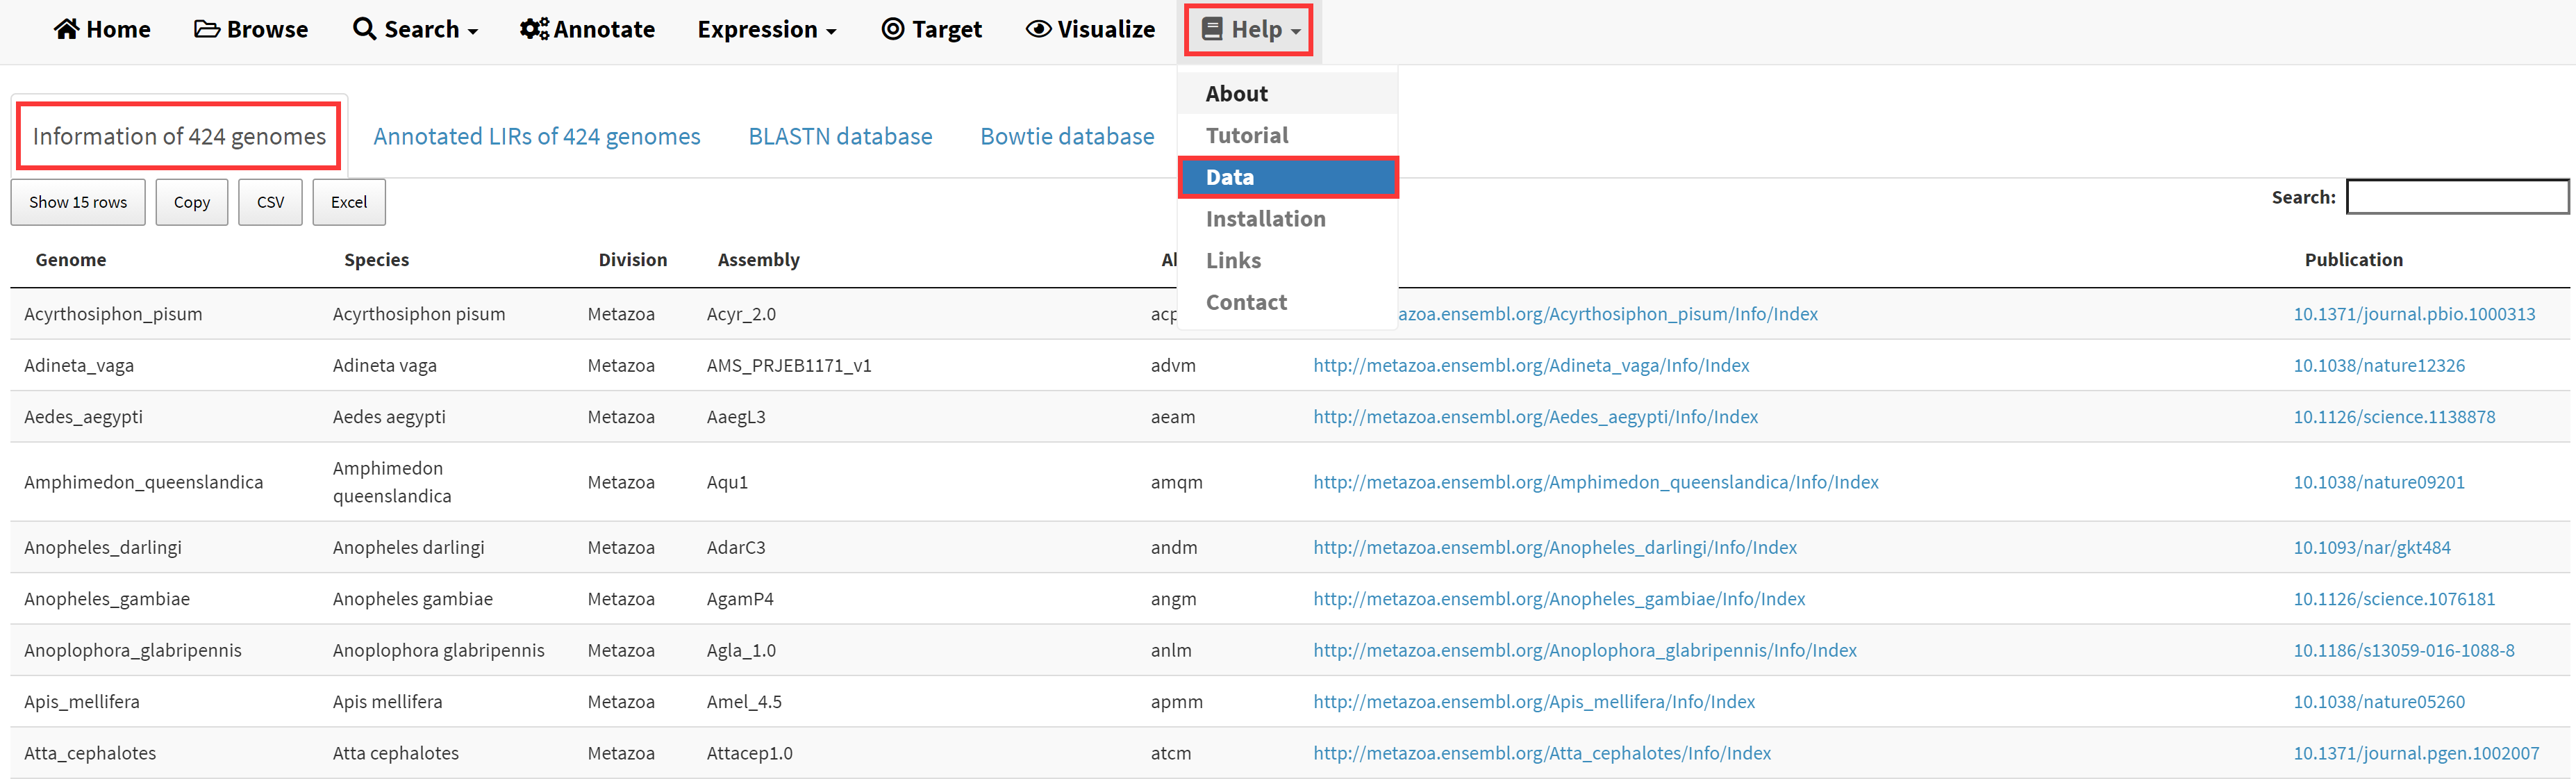 Home Browse Search Annotate Expression Target Visualize Help
About
Tutorial
Data
Installation
Links
Contact
Information of 424 genomes Annotated LIRs of 424 genomes BLASTN database Bowtie database
Show 15 rows Copy CSV Excel Search:
Genome Species Division Assembly Publication
Acyrthosiphon_pisum Acyrthosiphon pisum Metazoa Acyr_2.0 azoa.ensembl.org/Acyrthosiphon_pisum/Info/Index 10.1371/journal.pbio.1000313
Adineta_vaga Adineta vaga Metazoa AMS_PRJEB1171_v1 advm http://metazoa.ensembl.org/Adineta_vaga/Info/Index 10.1038/nature12326
Aedes_aegypti Aedes aegypti Metazoa AaegL3 aeam http://metazoa.ensembl.org/Aedes_aegypti/Info/Index 10.1126/science.1138878
Amphimedon_queenslandica Amphimedon queenslandica Metazoa Aqu1 amqm http://metazoa.ensembl.org/Amphimedon_queenslandica/Info/Index 10.1038/nature09201
Anopheles_darlingi Anopheles darlingi Metazoa AdarC3 andm http://metazoa.ensembl.org/Anopheles_darlingi/Info/Index 10.1093/nar/gkt484
Anopheles_gambiae Anopheles gambiae Metazoa AgamP4 angm http://metazoa.ensembl.org/Anopheles_gambiae/Info/Index 10.1126/science.1076181
Anoplophora_glabripennis Anoplophora glabripennis Metazoa Agla_1.0 anlm http://metazoa.ensembl.org/Anoplophora_glabripennis/Info/Index 10.1186/s13059-016-1088-8
Apis_mellifera Apis mellifera Metazoa Amel_4.5 apmm http://metazoa.ensembl.org/Apis_mellifera/Info/Index 10.1038/nature05260
Atta_cephalotes Atta cephalotes Metazoa Attacep1.0 atcm http://metazoa.ensembl.org/Atta_cephalotes/Info/Index 10.1371/journal.pgen.1002007